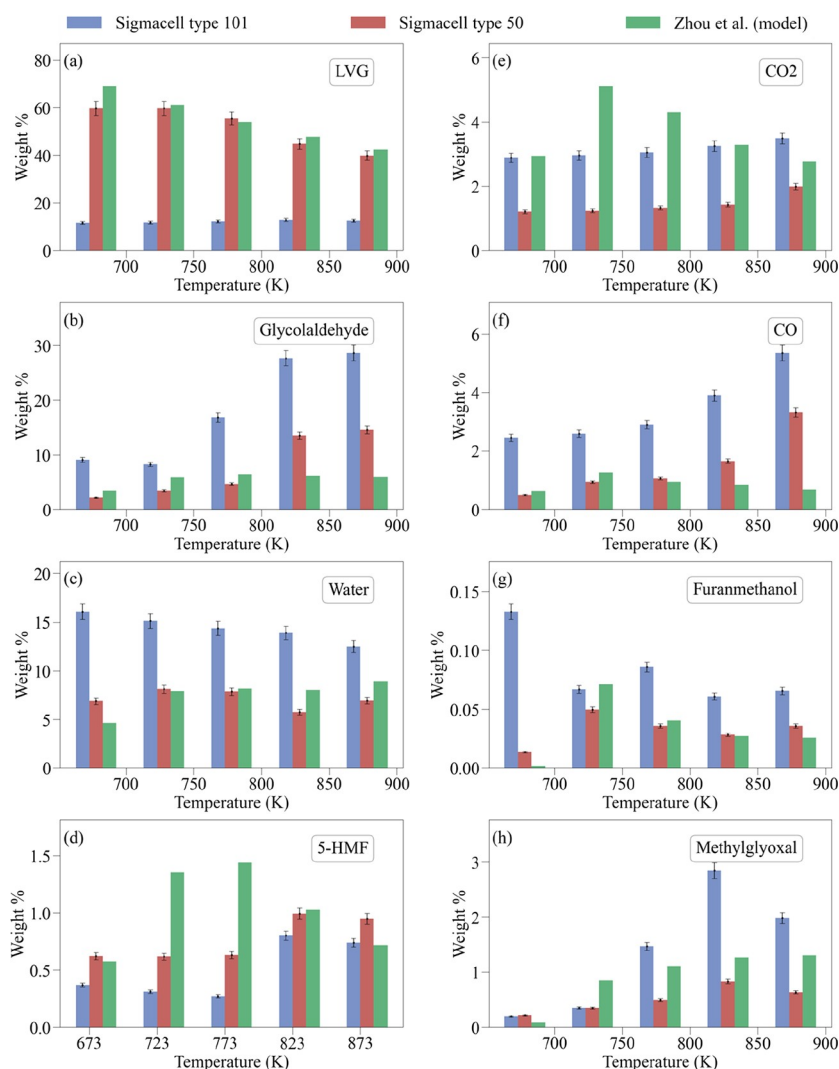 Sigmacell type 101 Sigmacell type 50 Zhou et al. (model)
(a) LVG
Weight %
80
60
40
20
0
700 750 800 850 900
Temperature (K)
(e) CO2
Weight %
6
4
2
0
700 750 800 850 900
Temperature (K)
(b) Glycolaldehyde
Weight %
30
20
10
0
700 750 800 850 900
Temperature (K)
(f) CO
Weight %
6
4
2
0
700 750 800 850 900
Temperature (K)
(c) Water
Weight %
20
15
10
5
0
700 750 800 850 900
Temperature (K)
(g) Furanmethanol
Weight %
0.15
0.10
0.05
0.00
700 750 800 850 900
Temperature (K)
(d) 5-HMF
Weight %
1.5
1.0
0.5
0.0
673 723 773 823 873
Temperature (K)
(h) Methylglyoxal
Weight %
3
2
1
0
700 750 800 850 900
Temperature (K)